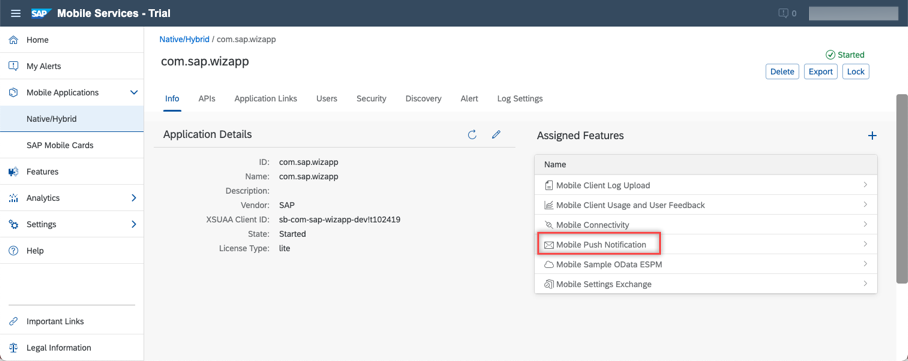 SAP Mobile Services - Trial
0
Home
My Alerts
Mobile Applications
Native/Hybrid
SAP Mobile Cards
Features
Analytics
Settings
Help
Important Links
Legal Information
Native/Hybrid / com.sap.wizapp
com.sap.wizapp
Started
Delete Export Lock
Info APIs Application Links Users Security Discovery Alert Log Settings
Application Details
ID: com.sap.wizapp
Name: com.sap.wizapp
Description:
Vendor: SAP
XSUAA Client ID: sb-com-sap-wizapp-dev!t102419
State: Started
License Type: lite
Assigned Features
Name
Mobile Client Log Upload
Mobile Client Usage and User Feedback
Mobile Connectivity
Mobile Push Notification
Mobile Sample OData ESPM
Mobile Settings Exchange